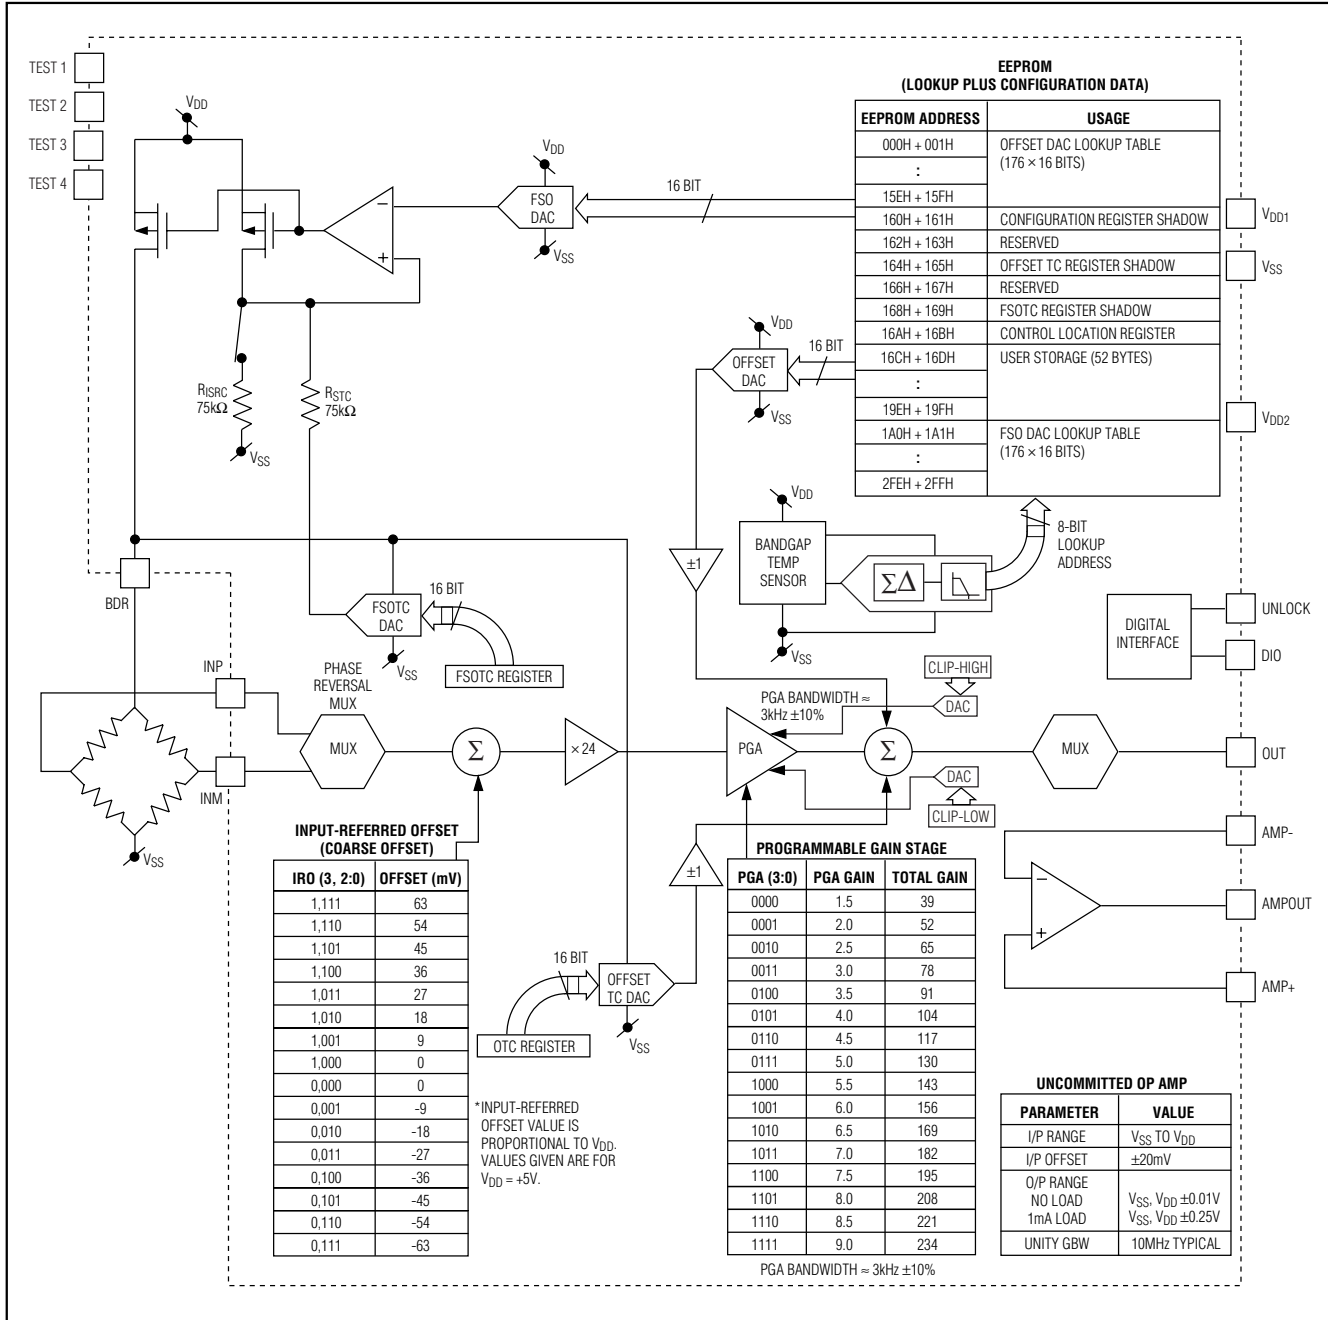 TEST 1
TEST 2
TEST 3
TEST 4
VDD
EEPROM
(LOOKUP PLUS CONFIGURATION DATA)
EEPROM ADDRESS USAGE
000H + 001H OFFSET DAC LOOKUP TABLE
(176 × 16 BITS)
:
15EH + 15FH
160H + 161H CONFIGURATION REGISTER SHADOW
162H + 163H RESERVED
164H + 165H OFFSET TC REGISTER SHADOW
166H + 167H RESERVED
168H + 169H FSOTC REGISTER SHADOW
16AH + 16BH CONTROL LOCATION REGISTER
16CH + 16DH USER STORAGE (52 BYTES)
:
19EH + 19FH
1A0H + 1A1H FSO DAC LOOKUP TABLE
(176 × 16 BITS)
:
2FEH + 2FFH
VDD
FSO
DAC
VSS
16 BIT
−
+
VDD1
VSS
VDD2
VDD
OFFSET
DAC
VSS
16 BIT
RISRC
75kΩ
VSS
RSTC
75kΩ
VDD
BANDGAP
TEMP
SENSOR
VSS
ΣΔ
8-BIT
LOOKUP
ADDRESS
±1
BDR
FSOTC
DAC
VSS
16 BIT
FSOTC REGISTER
DIGITAL
INTERFACE
UNLOCK
DIO
INP
INM
VSS
PHASE
REVERSAL
MUX
MUX
Σ
× 24
PGA BANDWIDTH ≈
3kHz ±10%
PGA
CLIP-HIGH
DAC
Σ
DAC
CLIP-LOW
MUX
OUT
AMP-
AMPOUT
AMP+
−
+
±1
INPUT-REFERRED OFFSET
(COARSE OFFSET)
IRO (3, 2:0) OFFSET (mV)
1,111 63
1,110 54
1,101 45
1,100 36
1,011 27
1,010 18
1,001 9
1,000 0
0,000 0
0,001 -9
0,010 -18
0,011 -27
0,100 -36
0,101 -45
0,110 -54
0,111 -63
16 BIT
OFFSET
TC DAC
VSS
OTC REGISTER
*INPUT-REFERRED
OFFSET VALUE IS
PROPORTIONAL TO VDD.
VALUES GIVEN ARE FOR
VDD = +5V.
PROGRAMMABLE GAIN STAGE
PGA (3:0) PGA GAIN TOTAL GAIN
0000 1.5 39
0001 2.0 52
0010 2.5 65
0011 3.0 78
0100 3.5 91
0101 4.0 104
0110 4.5 117
0111 5.0 130
1000 5.5 143
1001 6.0 156
1010 6.5 169
1011 7.0 182
1100 7.5 195
1101 8.0 208
1110 8.5 221
1111 9.0 234
PGA BANDWIDTH ≈ 3kHz ±10%
UNCOMMITTED OP AMP
PARAMETER VALUE
I/P RANGE VSS TO VDD
I/P OFFSET ±20mV
O/P RANGE
NO LOAD VSS, VDD ±0.01V
1mA LOAD VSS, VDD ±0.25V
UNITY GBW 10MHz TYPICAL